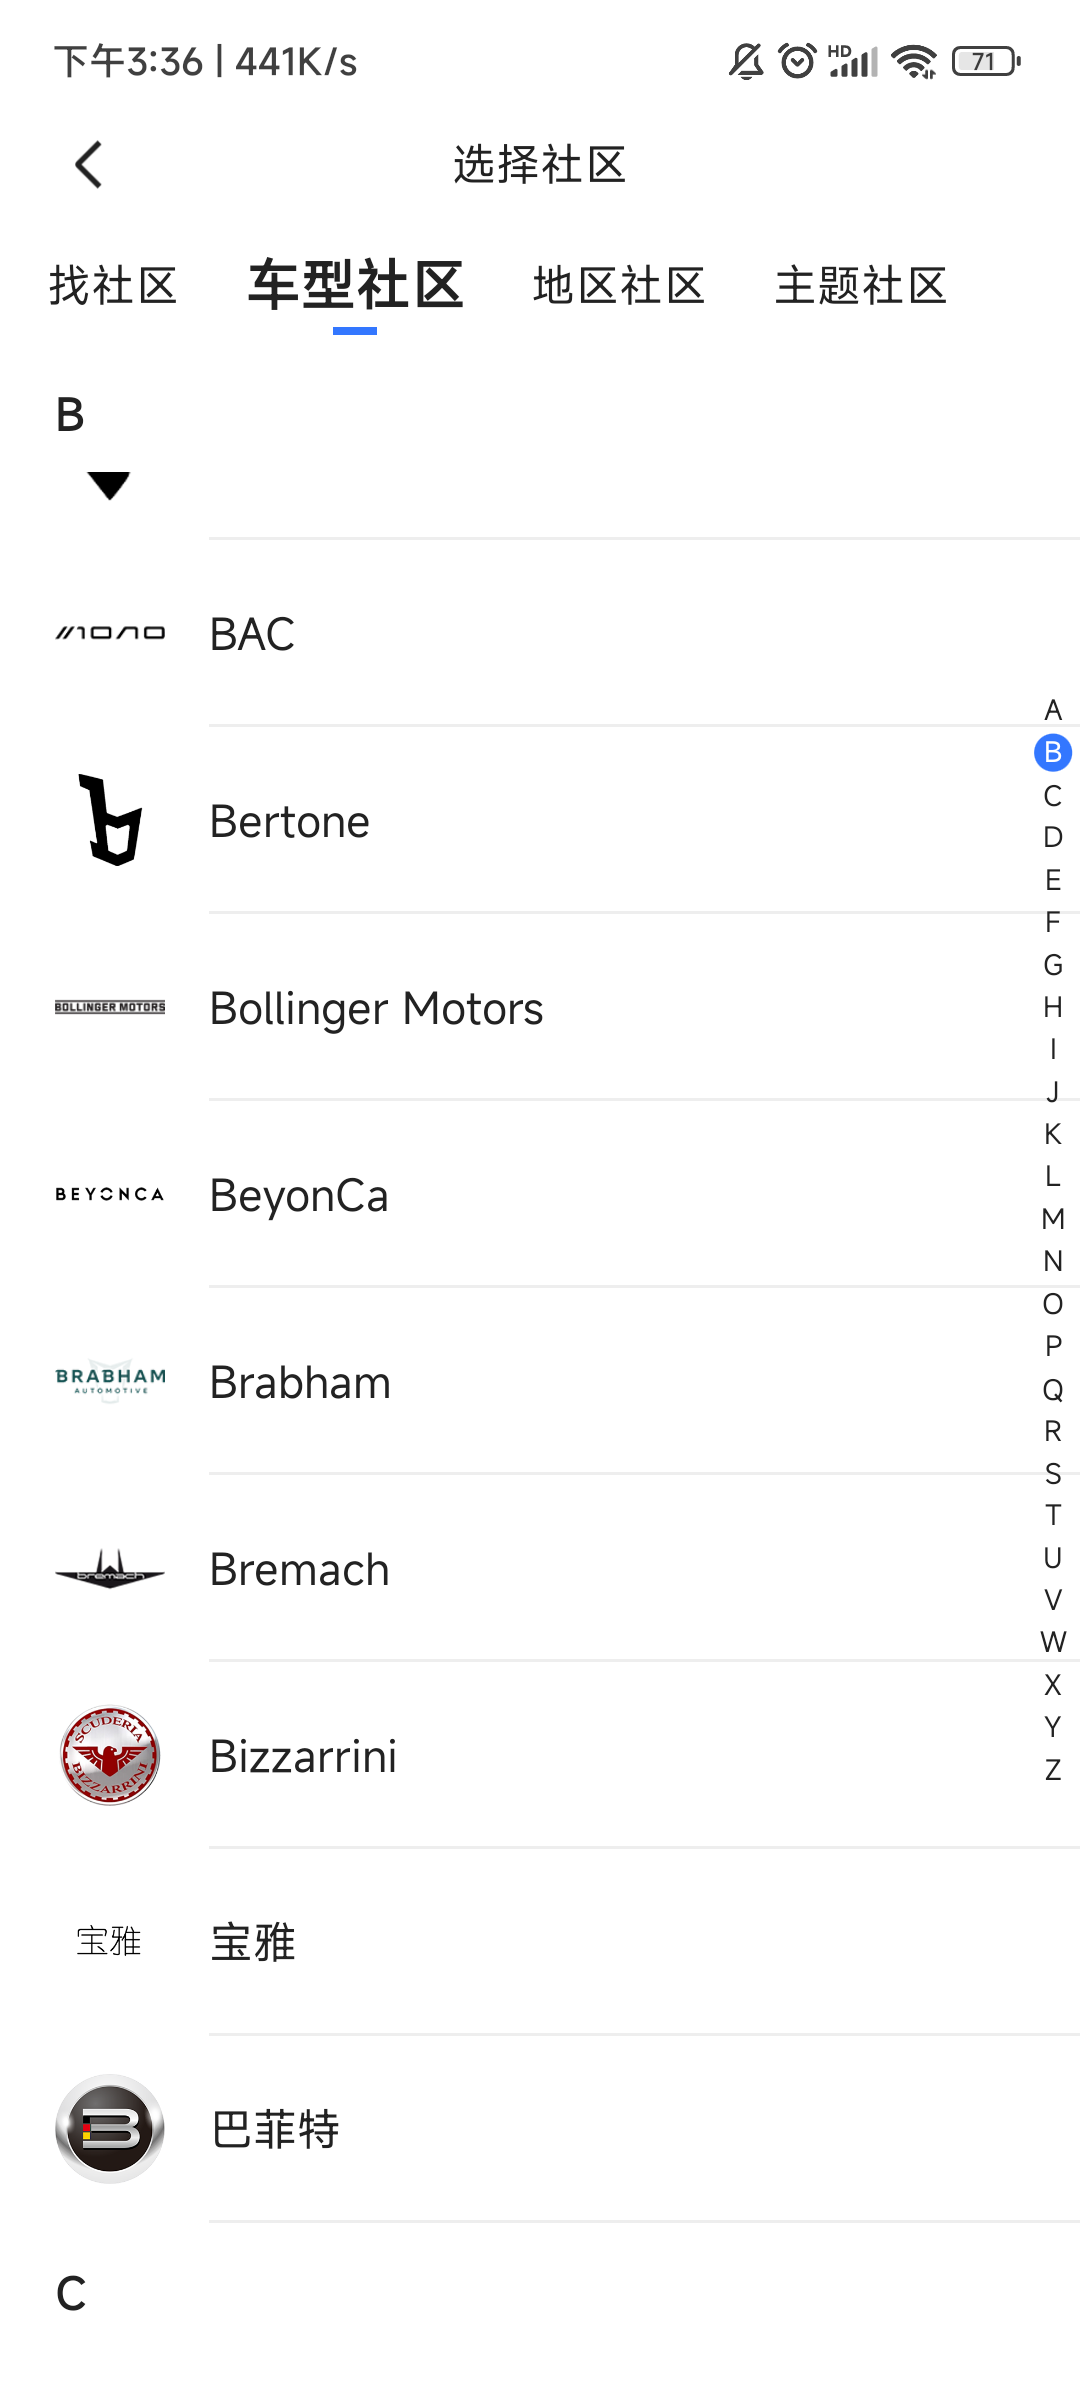 下午3:36 | 441K/s
HD
71
选择社区
找社区 车型社区 地区社区 主题社区
B
MONO BAC
Bertone
BOLLINGER MOTORS Bollinger Motors
BEYONCA BeyonCa
BRABHAM
AUTOMOTIVE
Brabham
bremach Bremach
SCUDERIA
BIZZARRINI
Bizzarrini
宝雅 宝雅
巴菲特
C
A
B
C
D
E
F
G
H
I
J
K
L
M
N
O
P
Q
R
S
T
U
V
W
X
Y
Z